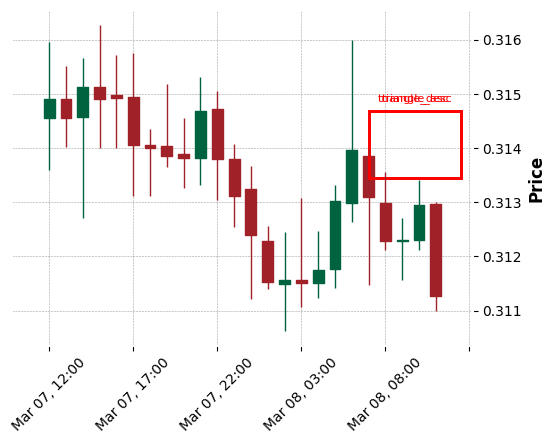 0.316
triangle_desc
0.315
0.314
0.313
0.312
0.311
Price
Mar 07, 12:00
Mar 07, 17:00
Mar 07, 22:00
Mar 08, 03:00
Mar 08, 08:00